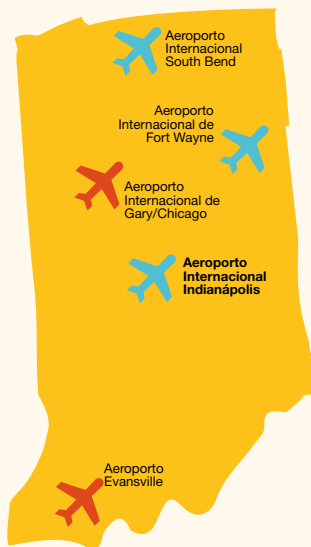 Aeroporto
Internacional
South Bend
Aeroporto
Internacional de
Fort Wayne
Aeroporto
Internacional de
Gary/Chicago
Aeroporto
Internacional
Indianápolis
Aeroporto
Evansville